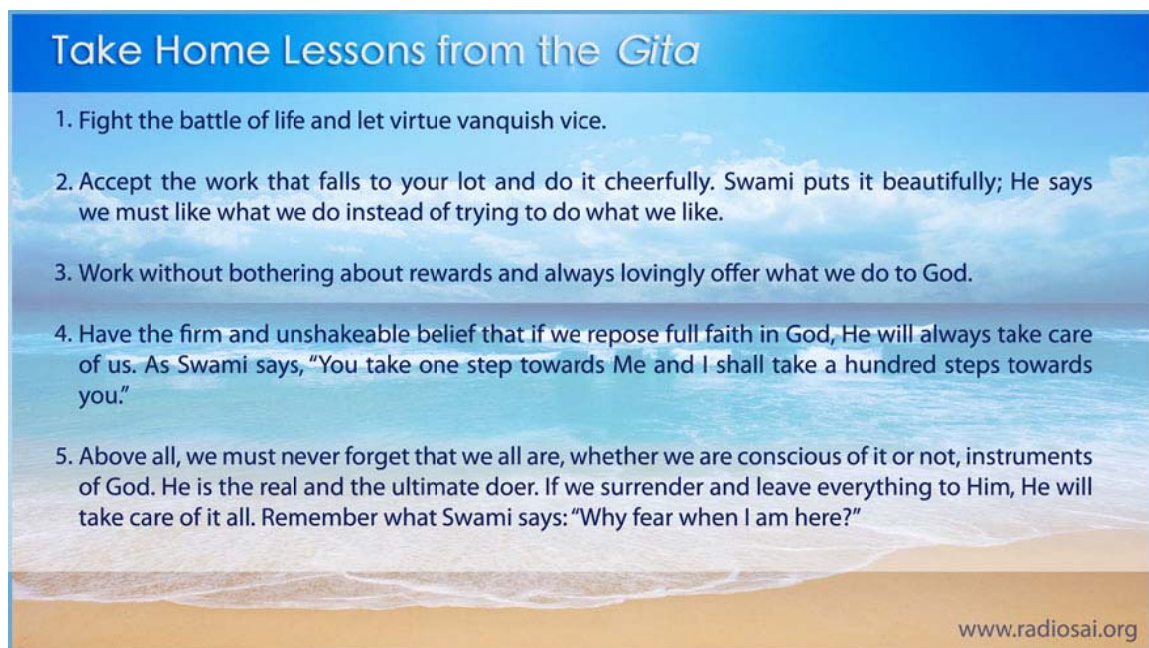 Take Home Lessons from the Gita
1. Fight the battle of life and let virtue vanquish vice.
2. Accept the work that falls to your lot and do it cheerfully. Swami puts it beautifully; He says
we must like what we do instead of trying to do what we like.
3. Work without bothering about rewards and always lovingly offer what we do to God.
4. Have the firm and unshakeable belief that if we repose full faith in God, He will always take care
of us. As Swami says, “You take one step towards Me and I shall take a hundred steps towards
you.”
5. Above all, we must never forget that we all are, whether we are conscious of it or not, instruments
of God. He is the real and the ultimate doer. If we surrender and leave everything to Him, He will
take care of it all. Remember what Swami says: “Why fear when I am here?”
www.radiosai.org